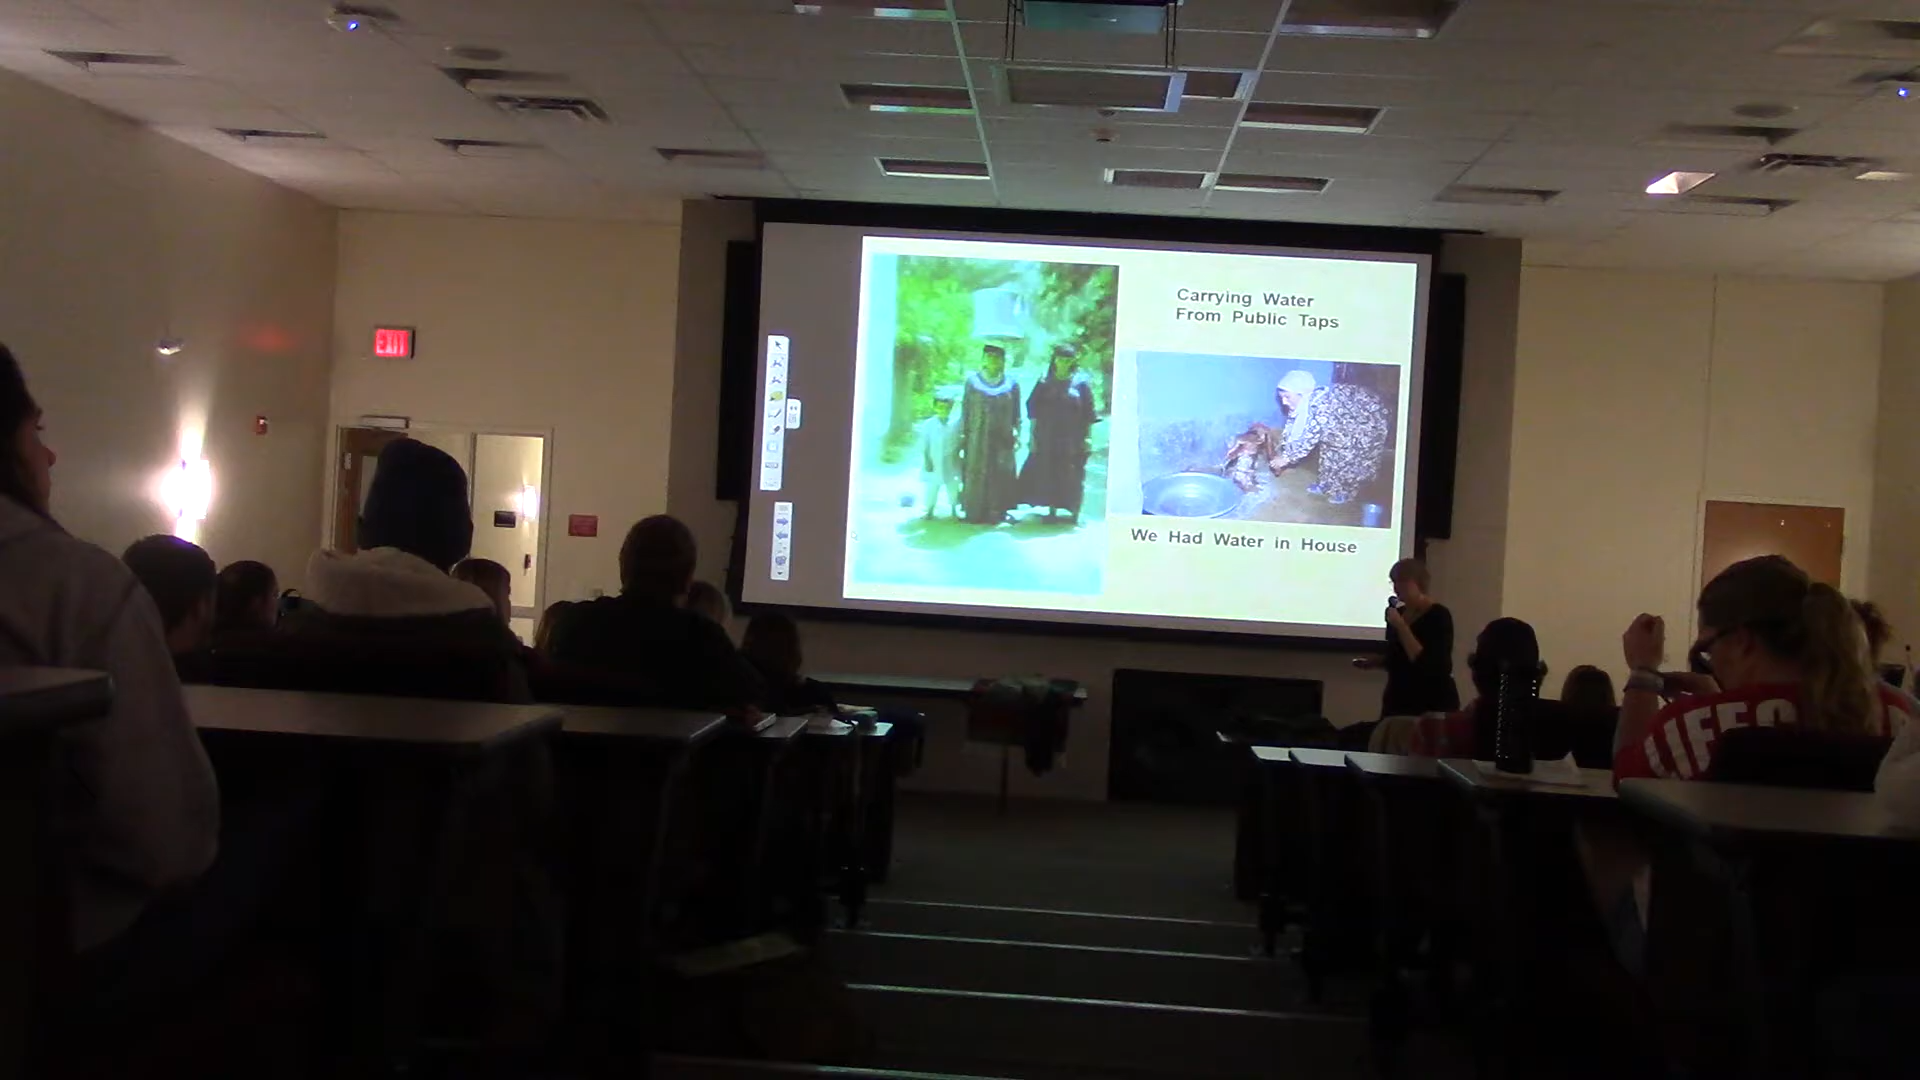 EXIT
Carrying Water
From Public Taps
We Had Water in House